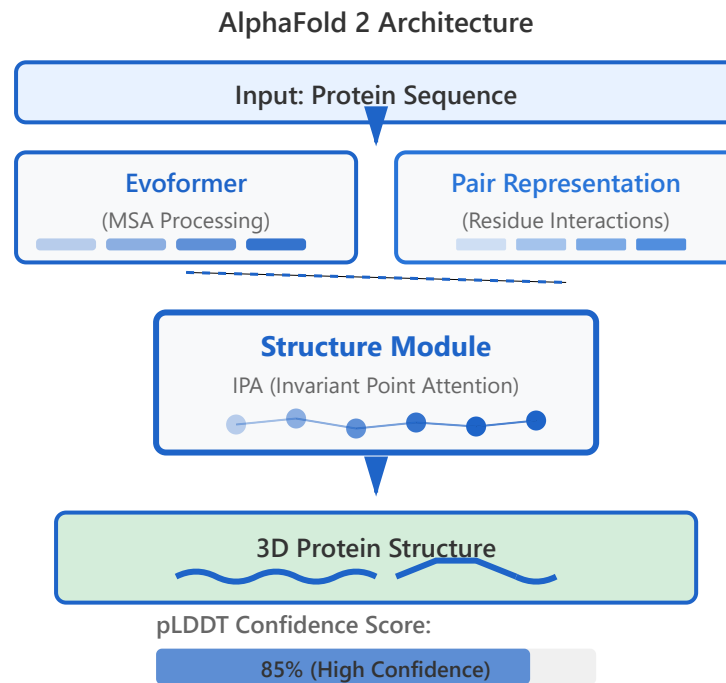 AlphaFold 2 Architecture
Input: Protein Sequence
Evoformer
(MSA Processing)
Pair Representation
(Residue Interactions)
Structure Module
IPA (Invariant Point Attention)
3D Protein Structure
pLDDT Confidence Score:
85% (High Confidence)